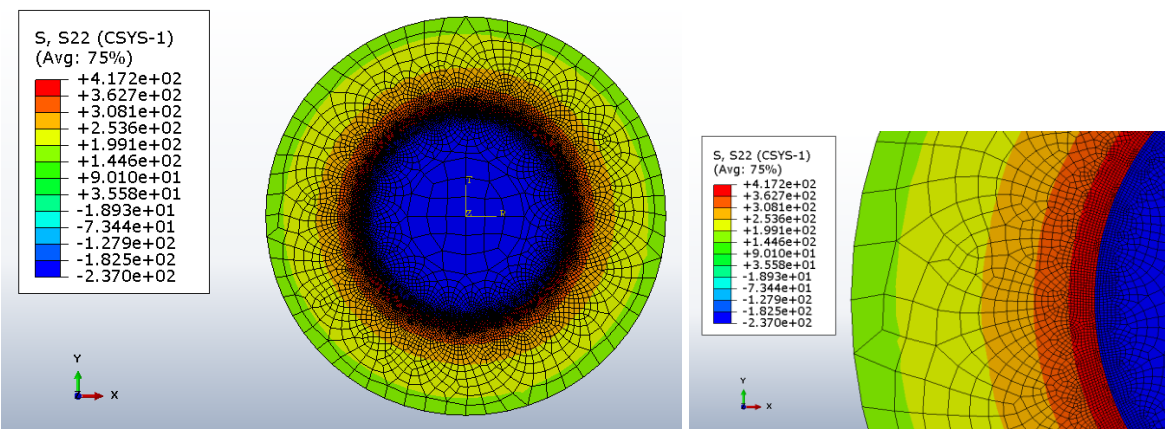 S, S22 (CSYS-1)
(Avg: 75%)
+4.172e+02
+3.627e+02
+3.081e+02
+2.536e+02
+1.991e+02
+1.446e+02
+9.010e+01
+3.558e+01
-1.893e+01
-7.344e+01
-1.279e+02
-1.825e+02
-2.370e+02
T
Z R
Y
X
S, S22 (CSYS-1)
(Avg: 75%)
+4.172e+02
+3.627e+02
+3.081e+02
+2.536e+02
+1.991e+02
+1.446e+02
+9.010e+01
+3.558e+01
-1.893e+01
-7.344e+01
-1.279e+02
-1.825e+02
-2.370e+02
Y
X